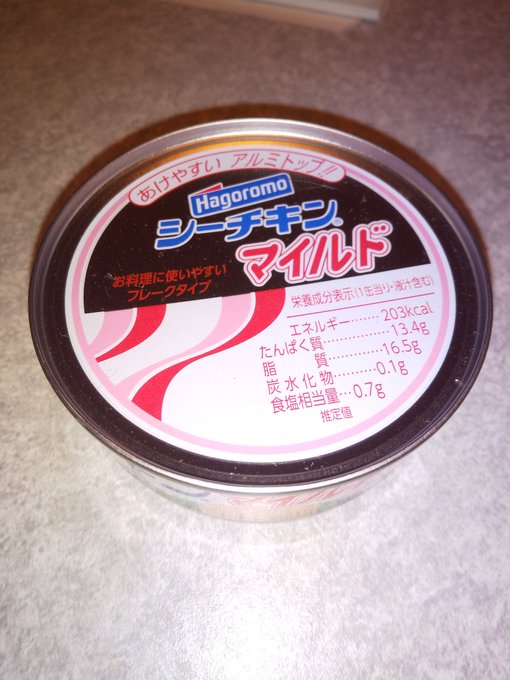 あけやすい アルミトップ!!
Hagoromo
シーチキン®
マイルド
お料理に使いやすい
フレークタイプ
栄養成分表示(1缶当り・液汁含む)
エネルギー……203kcal
たんぱく質…………13.4g
脂　　質…………16.5g
炭水化物…………0.1g
食塩相当量…0.7g
推定値
マイルド